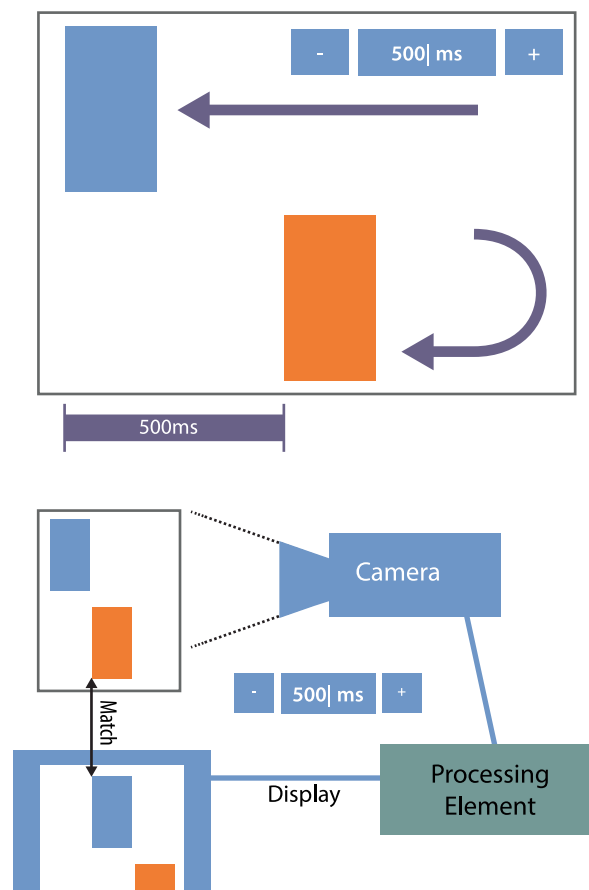 - 500| ms +
500ms
Camera
- 500| ms +
Match
Processing
Element
Display